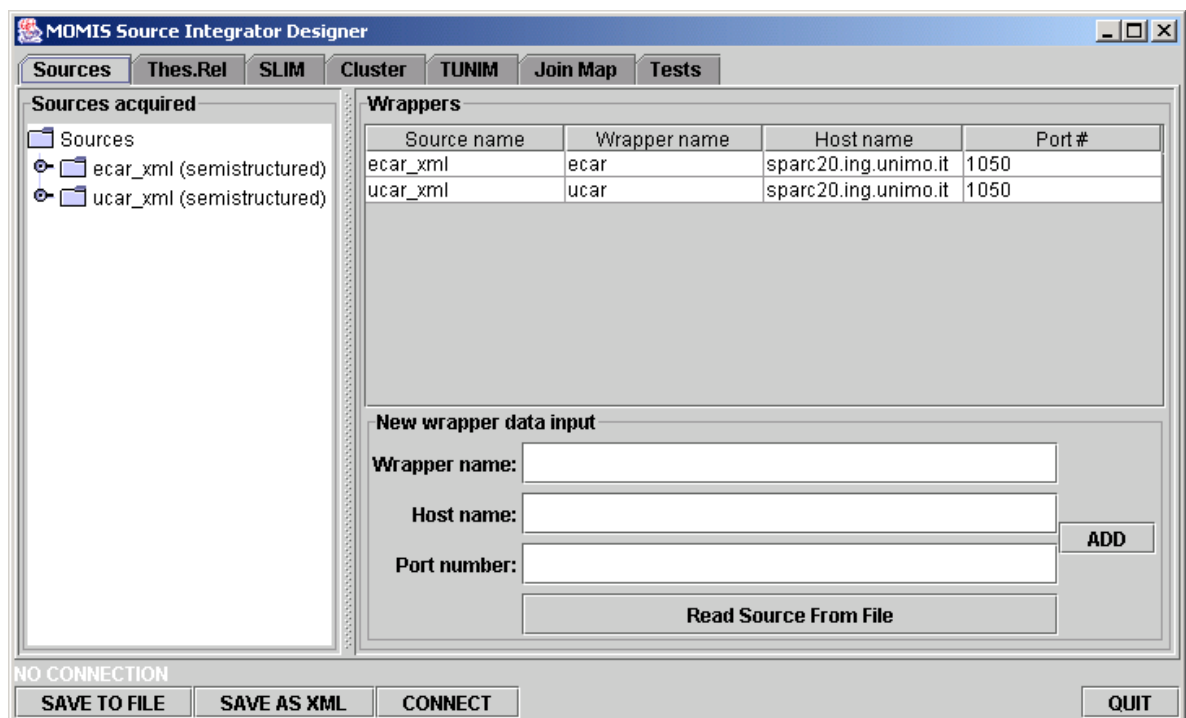 MOMIS Source Integrator Designer
Sources Thes.Rel SLIM Cluster TUNIM Join Map Tests
Sources acquired
Sources
ecar_xml (semistructured)
ucar_xml (semistructured)
Wrappers
Source name Wrapper name Host name Port #
ecar_xml ecar sparc20.ing.unimo.it 1050
ucar_xml ucar sparc20.ing.unimo.it 1050
New wrapper data input
Wrapper name:
Host name:
Port number:
ADD
Read Source From File
NO CONNECTION
SAVE TO FILE SAVE AS XML CONNECT QUIT